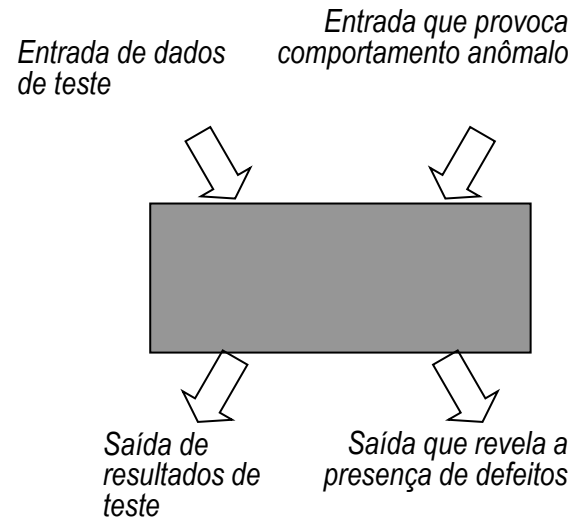 Entrada de dados
de teste
Entrada que provoca
comportamento anômalo
Saída de
resultados de
teste
Saída que revela a
presença de defeitos